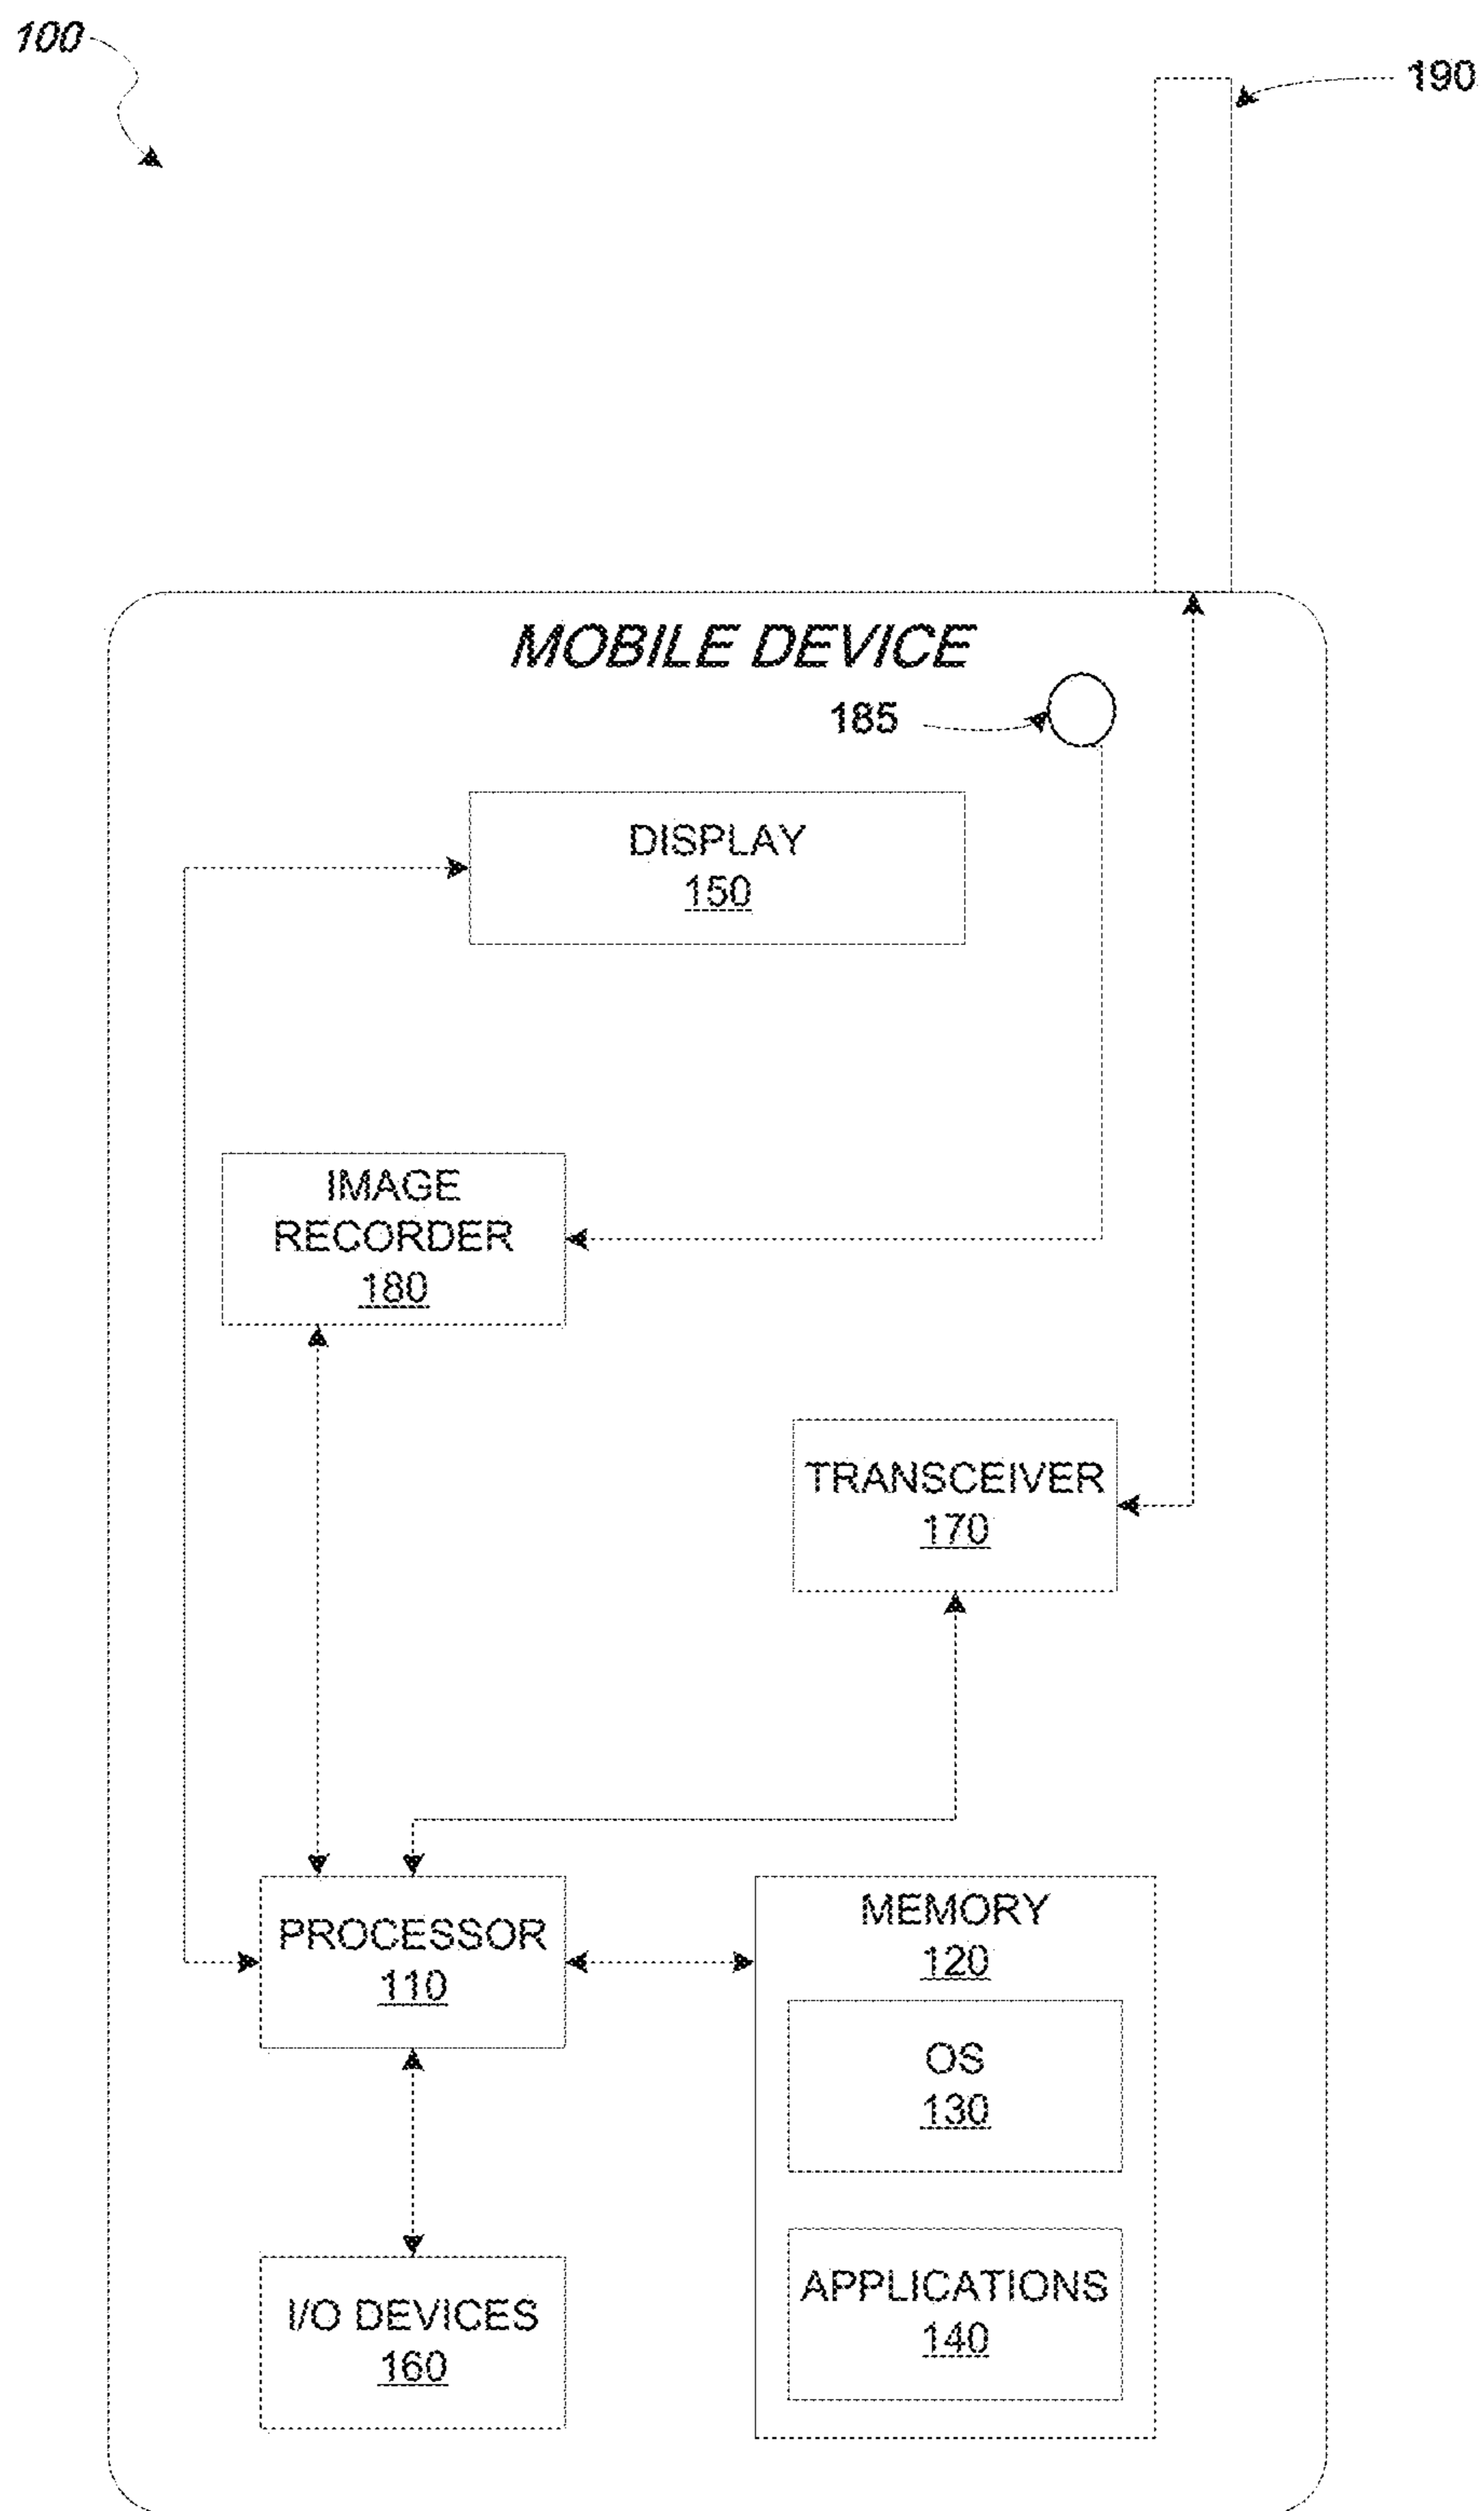 100
190
MOBILE DEVICE
185
DISPLAY
150
IMAGE
RECORDER
180
TRANSCEIVER
170
PROCESSOR
110
MEMORY
120
OS
130
APPLICATIONS
140
I/O DEVICES
160